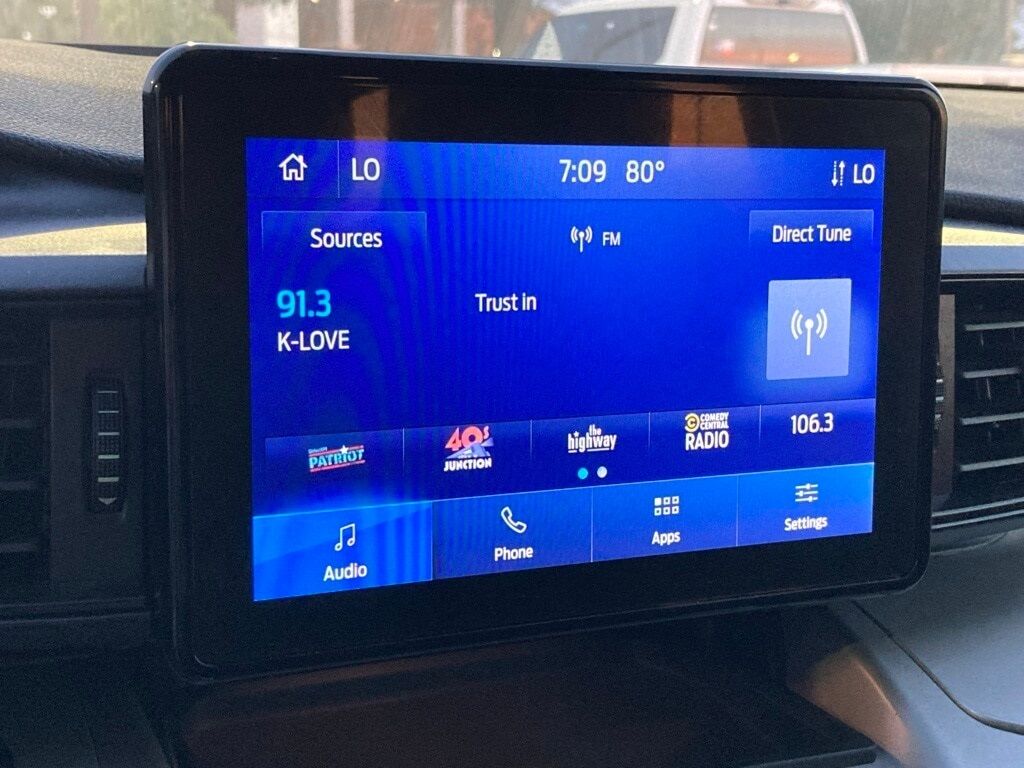 LO 7:09 80° LO
Sources FM Direct Tune
91.3
K-LOVE
Trust in
PATRIOT
40s
JUNCTION
the
highway
COMEDY
CENTRAL
RADIO
106.3
Audio Phone Apps Settings